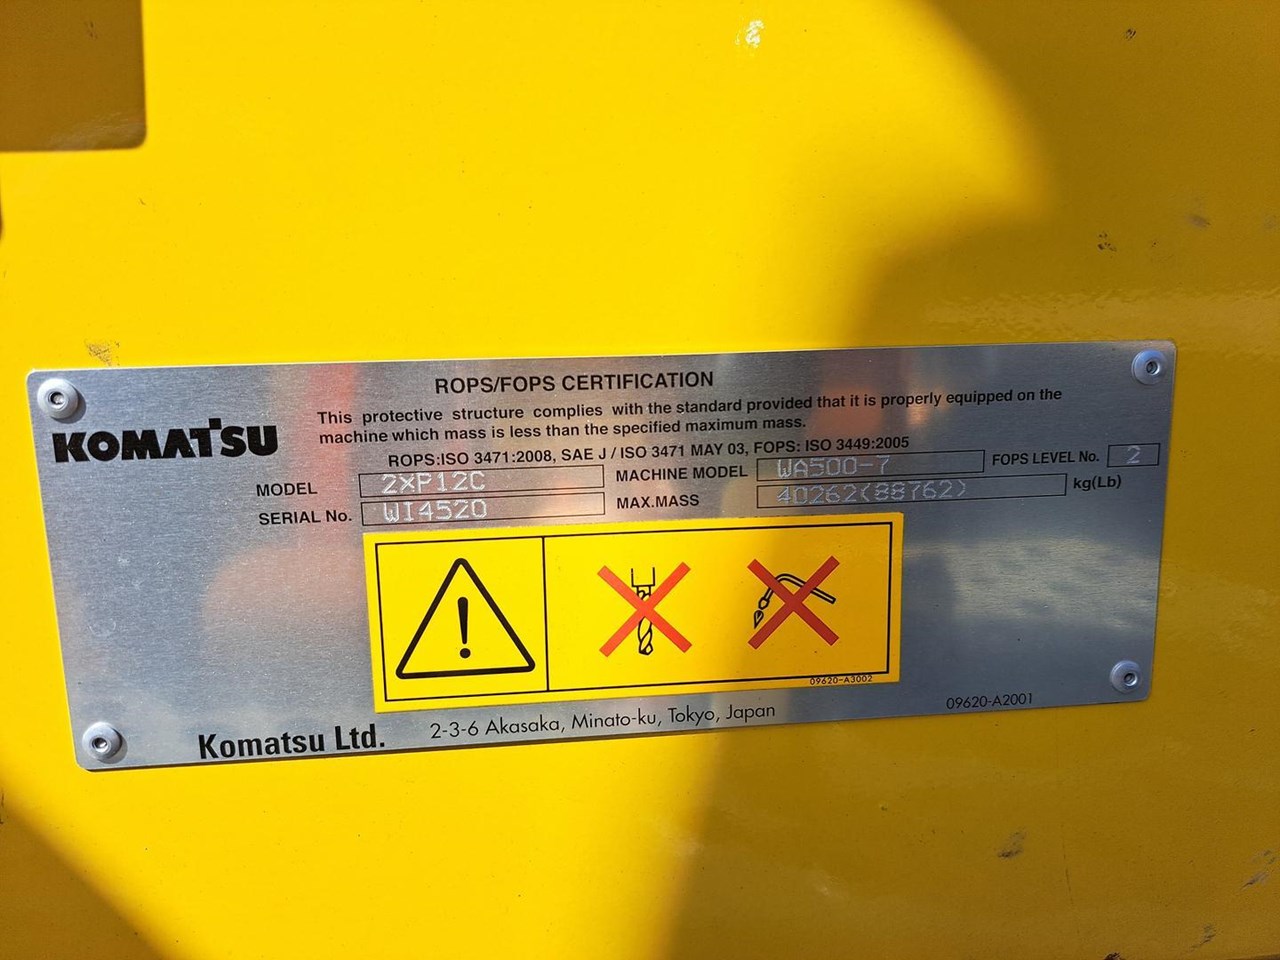 ROPS/FOPS CERTIFICATION
This protective structure complies with the standard provided that it is properly equipped on the
machine which mass is less than the specified maximum mass.
KOMATSU
ROPS:ISO 3471:2008, SAE J / ISO 3471 MAY 03, FOPS: ISO 3449:2005
MODEL 2XP12C MACHINE MODEL WA500-7 FOPS LEVEL No. 2
SERIAL No. WI4520 MAX.MASS 40262(88762) kg(Lb)
09620-A3002
Komatsu Ltd. 2-3-6 Akasaka, Minato-ku, Tokyo, Japan 09620-A2001